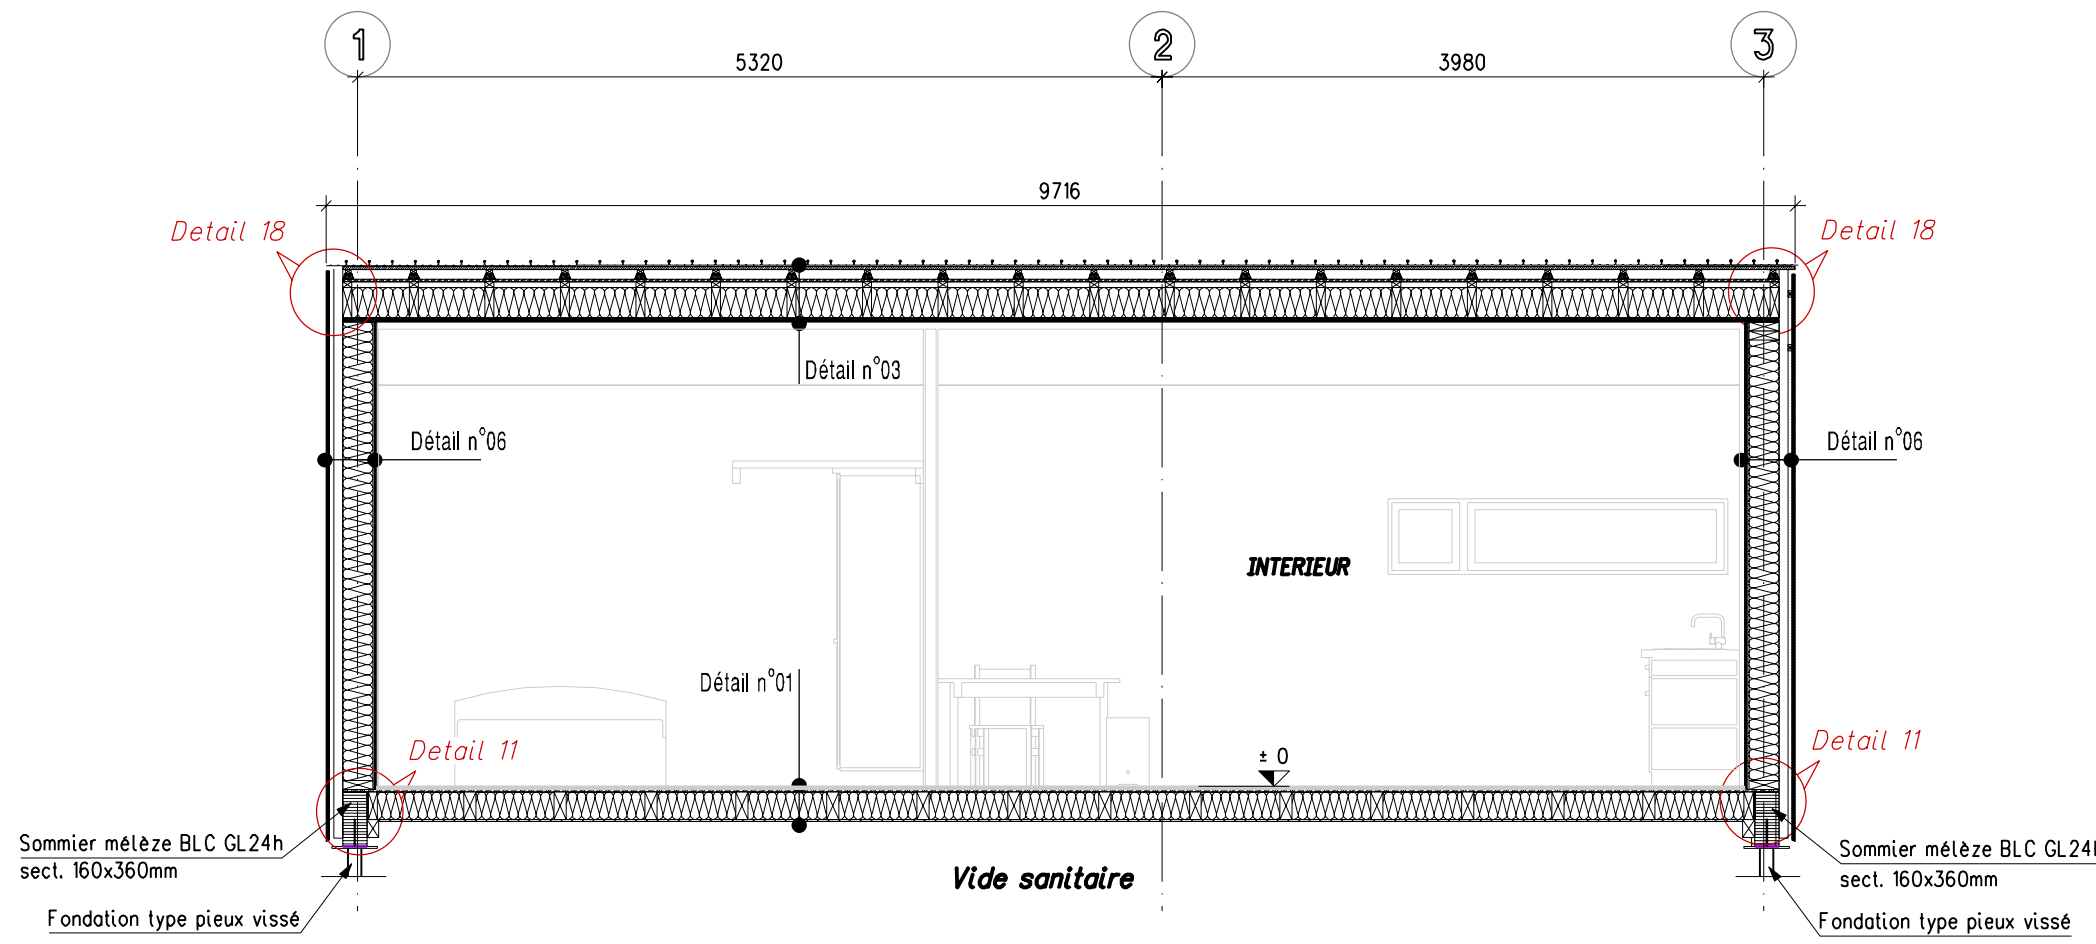 1
2
3
5320
3980
9716
Detail 18
Detail 18
Détail n°03
Détail n°06
Détail n°06
INTERIEUR
Détail n°01
Detail 11
± 0
Detail 11
Sommier mélèze BLC GL24h
sect. 160x360mm
Fondation type pieux vissé
Vide sanitaire
Sommier mélèze BLC GL24h
sect. 160x360mm
Fondation type pieux vissé